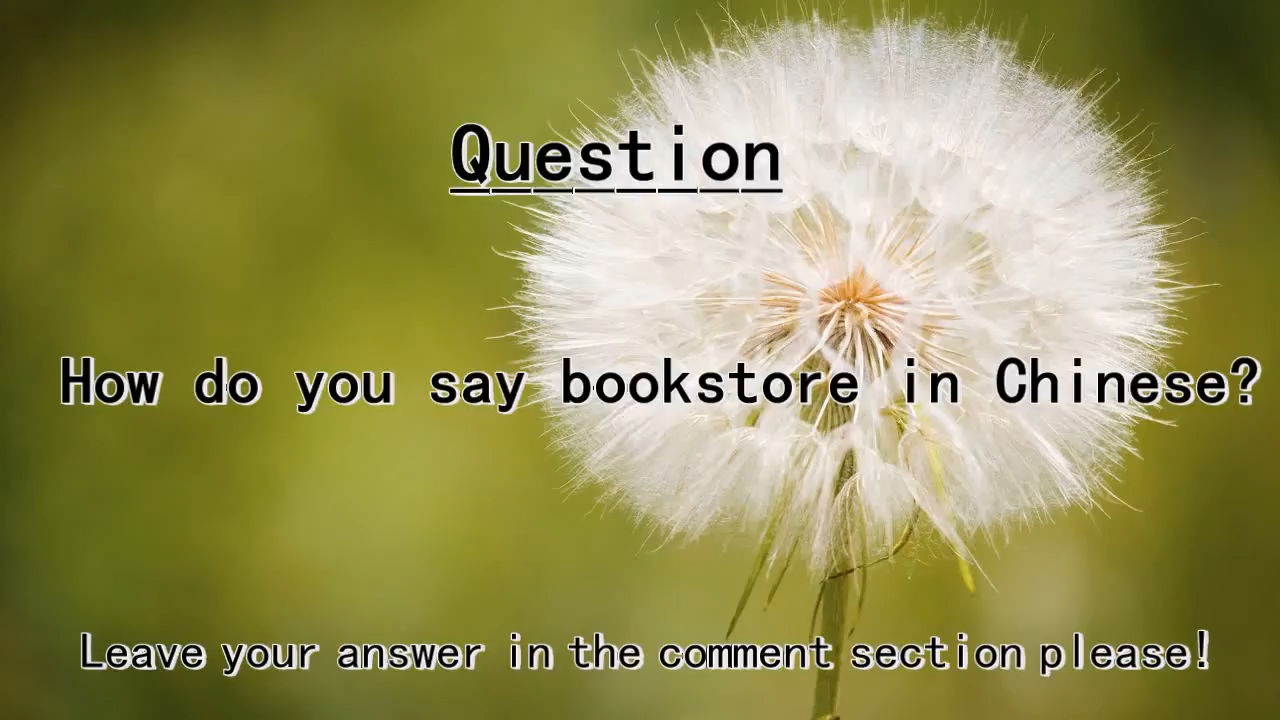 Question
How do you say bookstore in Chinese?
Leave your answer in the comment section please!